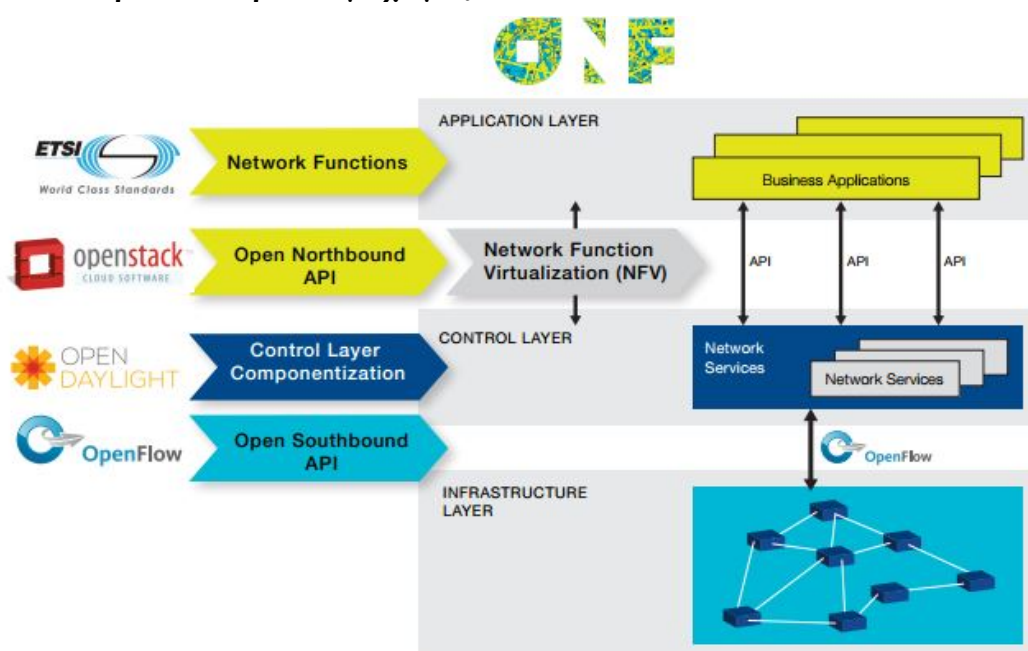 ONF
APPLICATION LAYER
ETSI
World Class Standards
Network Functions
Business Applications
openstack
CLOUD SOFTWARE
Open Northbound
API
Network Function
Virtualization (NFV)
API
API
API
OPEN
DAYLIGHT
Control Layer
Componentization
CONTROL LAYER
Network
Services
Network Services
OpenFlow
Open Southbound
API
OpenFlow
INFRASTRUCTURE
LAYER